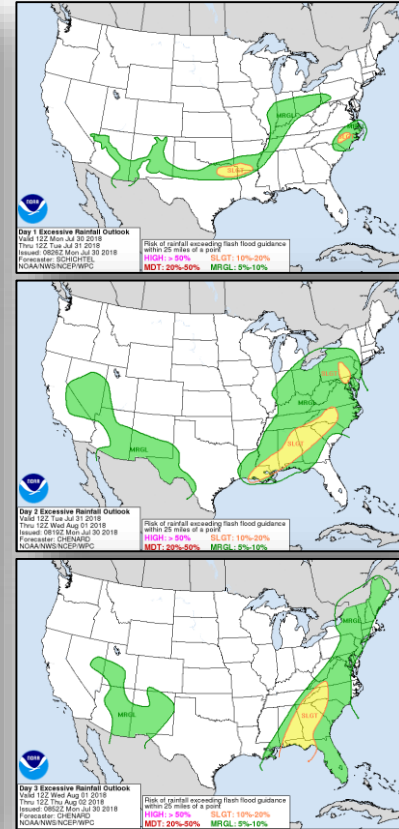 MRGL
MRGL
SLGT
SLGT
noaa
Day 1 Excessive Rainfall Outlook
Valid 12Z Mon Jul 30 2018
Thru 12Z Tue Jul 31 2018
Issued: 0826Z Mon Jul 30 2018
Forecaster: SCHICHTEL
NOAA/NWS/NCEP/WPC
Risk of rainfall exceeding flash flood guidance
within 25 miles of a point
HIGH: > 50% SLGT: 10%-20%
MDT: 20%-50% MRGL: 5%-10%
SLGT
MRGL
SLGT
MRGL
noaa
Day 2 Excessive Rainfall Outlook
Valid 12Z Tue Jul 31 2018
Thru 12Z Wed Aug 01 2018
Issued: 0819Z Mon Jul 30 2018
Forecaster: CHENARD
NOAA/NWS/NCEP/WPC
Risk of rainfall exceeding flash flood guidance
within 25 miles of a point
HIGH: > 50% SLGT: 10%-20%
MDT: 20%-50% MRGL: 5%-10%
MRGL
MRGL
SLGT
noaa
Day 3 Excessive Rainfall Outlook
Valid 12Z Wed Aug 01 2018
Thru 12Z Thu Aug 02 2018
Issued: 0852Z Mon Jul 30 2018
Forecaster: CHENARD
NOAA/NWS/NCEP/WPC
Risk of rainfall exceeding flash flood guidance
within 25 miles of a point
HIGH: > 50% SLGT: 10%-20%
MDT: 20%-50% MRGL: 5%-10%